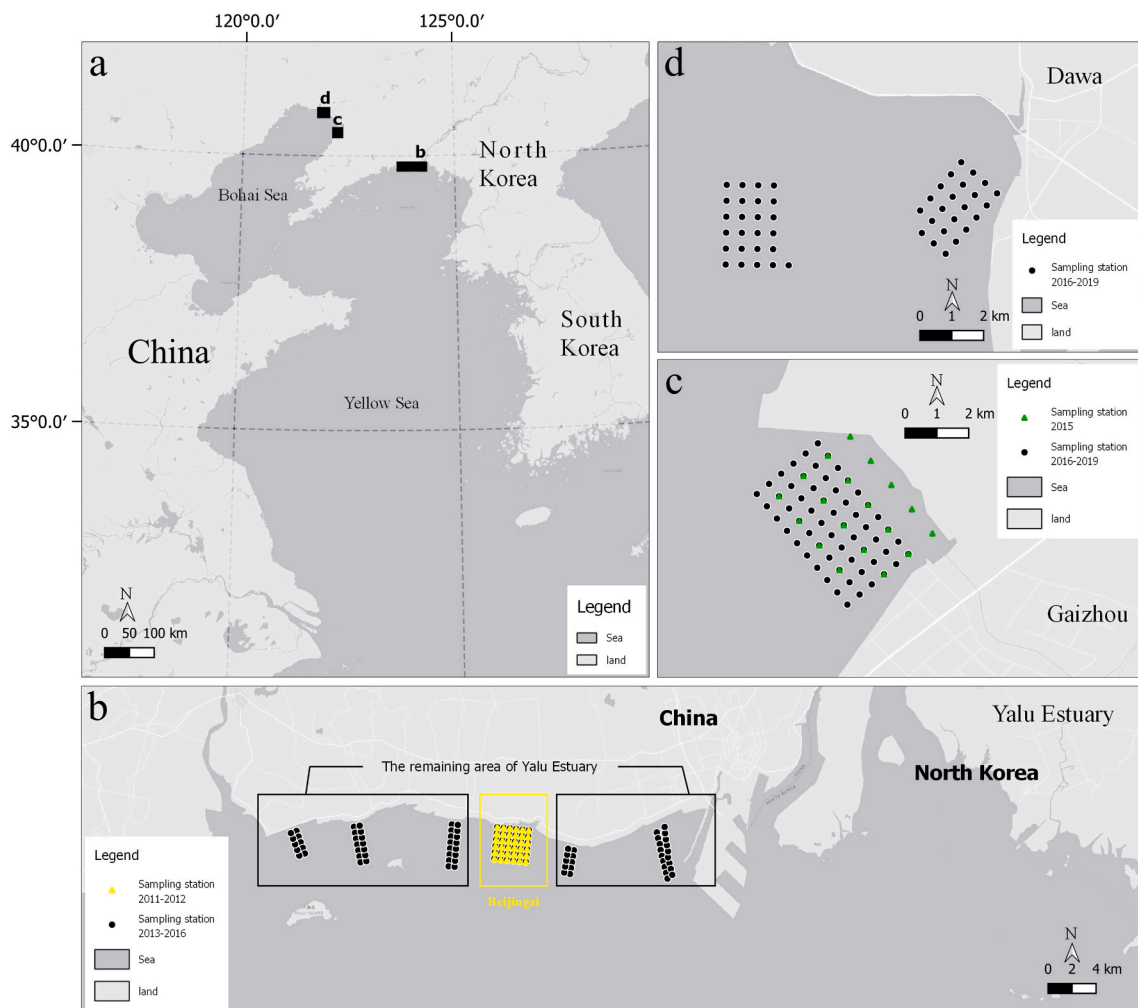 120°0.0′ 125°0.0′
a
d
c
b
40°0.0′
35°0.0′
North
Korea
Bohai Sea
South
Korea
China
Yellow Sea
N
0 50 100 km
Legend
Sea
land
d
Dawa
Legend
Sampling station
2016-2019
Sea
land
N
0 1 2 km
c
N
0 1 2 km
Legend
Sampling station
2015
Sampling station
2016-2019
Sea
land
Gaizhou
b
China
Yalu Estuary
North Korea
The remaining area of Yalu Estuary
Beijingzi
Legend
Sampling station
2011-2012
Sampling station
2013-2016
Sea
land
N
0 2 4 km